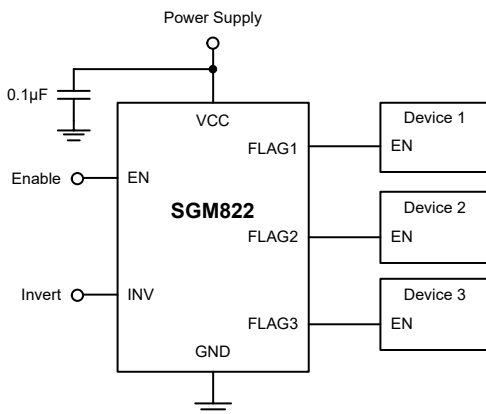 Power Supply
0.1µF
VCC
Device 1
FLAG1
EN
Enable
EN
SGM822
Device 2
FLAG2
EN
Invert
INV
Device 3
FLAG3
EN
GND